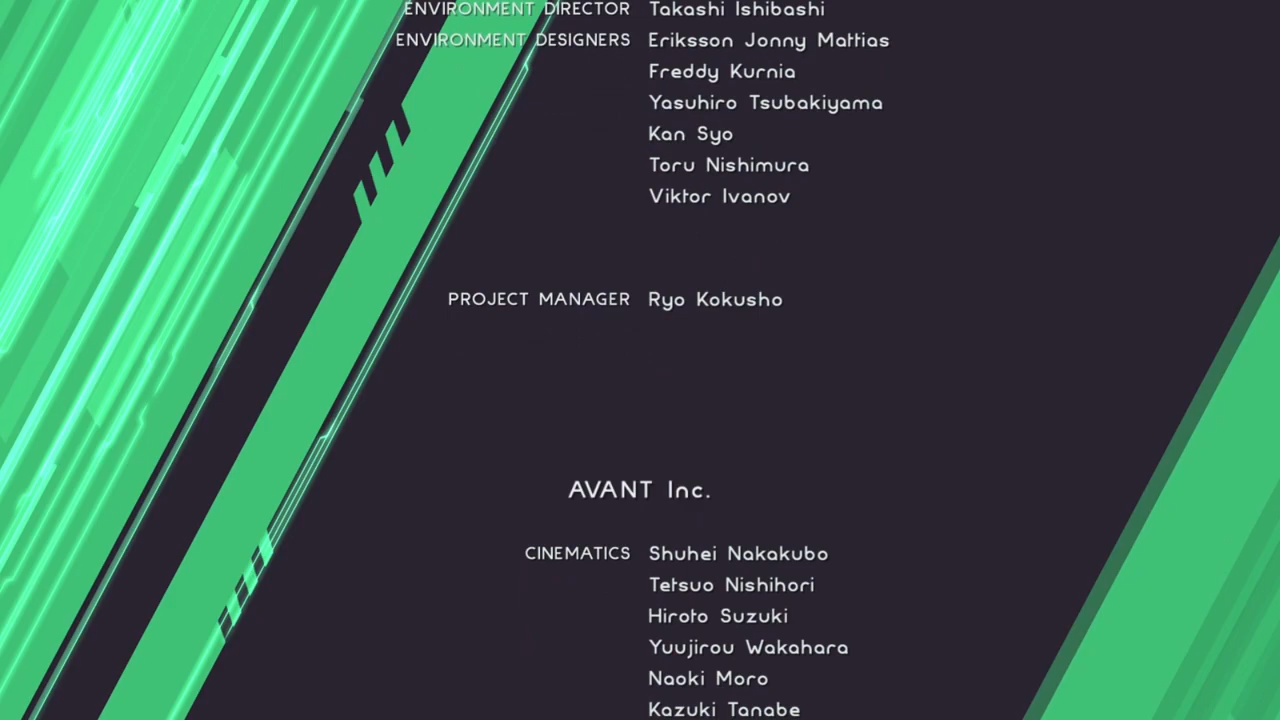 ENVIRONMENT DIRECTOR Takashi Ishibashi
ENVIRONMENT DESIGNERS Eriksson Jonny Mattias
Freddy Kurnia
Yasuhiro Tsubakiyama
Kan Syo
Toru Nishimura
Viktor Ivanov
PROJECT MANAGER Ryo Kokusho
AVANT Inc.
CINEMATICS Shuhei Nakakubo
Tetsuo Nishihori
Hiroto Suzuki
Yuujirou Wakahara
Naoki Moro
Kazuki Tanabe